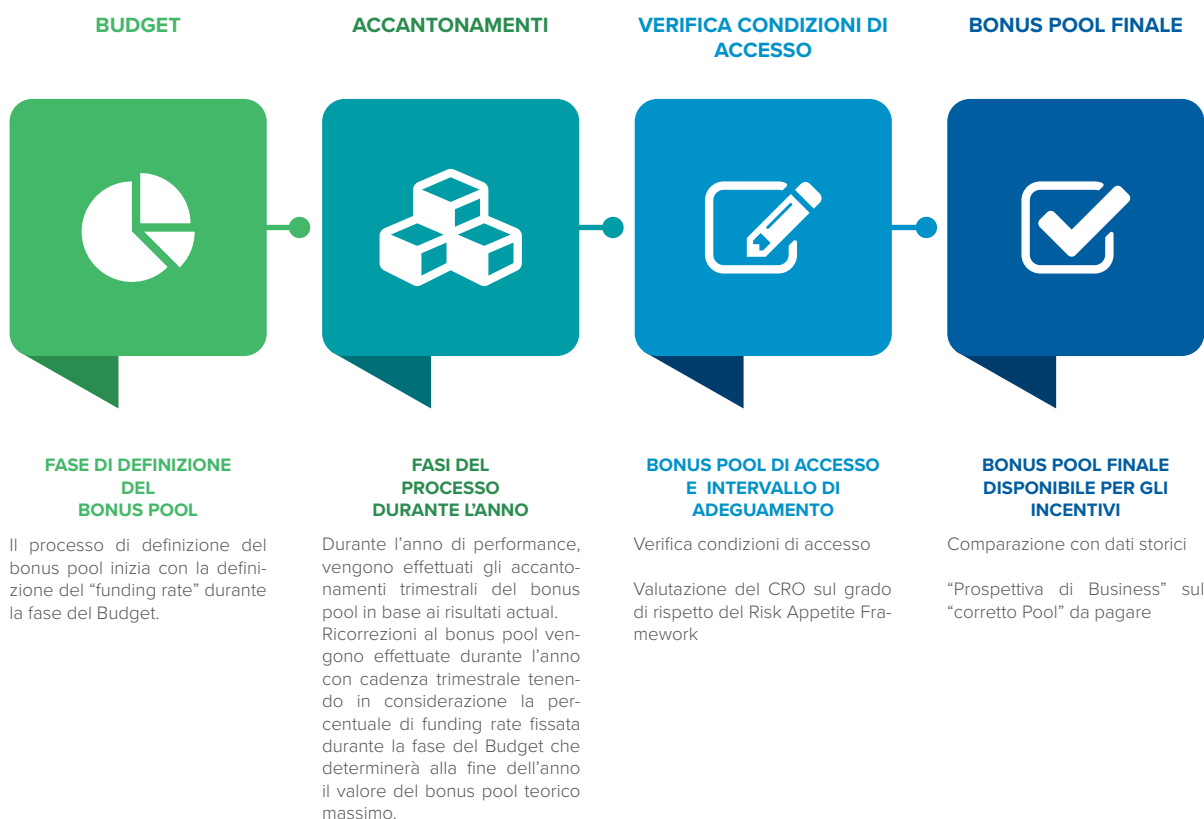 BUDGET
ACCANTONAMENTI
VERIFICA CONDIZIONI DI
ACCESSO
BONUS POOL FINALE
FASE DI DEFINIZIONE
DEL
BONUS POOL
Il processo di definizione del
bonus pool inizia con la defini-
zione del “funding rate” durante
la fase del Budget.
FASI DEL
PROCESSO
DURANTE L’ANNO
Durante l’anno di performance,
vengono effettuati gli accanto-
namenti trimestrali del bonus
pool in base ai risultati actual.
Ricorrezioni al bonus pool ven-
gono effettuate durante l’anno
con cadenza trimestrale tenen-
do in considerazione la per-
centuale di funding rate fissata
durante la fase del Budget che
determinerà alla fine dell’anno
il valore del bonus pool teorico
massimo.
BONUS POOL DI ACCESSO
E INTERVALLO DI
ADEGUAMENTO
Verifica condizioni di accesso
Valutazione del CRO sul grado
di rispetto del Risk Appetite Fra-
mework
BONUS POOL FINALE
DISPONIBILE PER GLI
INCENTIVI
Comparazione con dati storici
“Prospettiva di Business” sul
“corretto Pool” da pagare